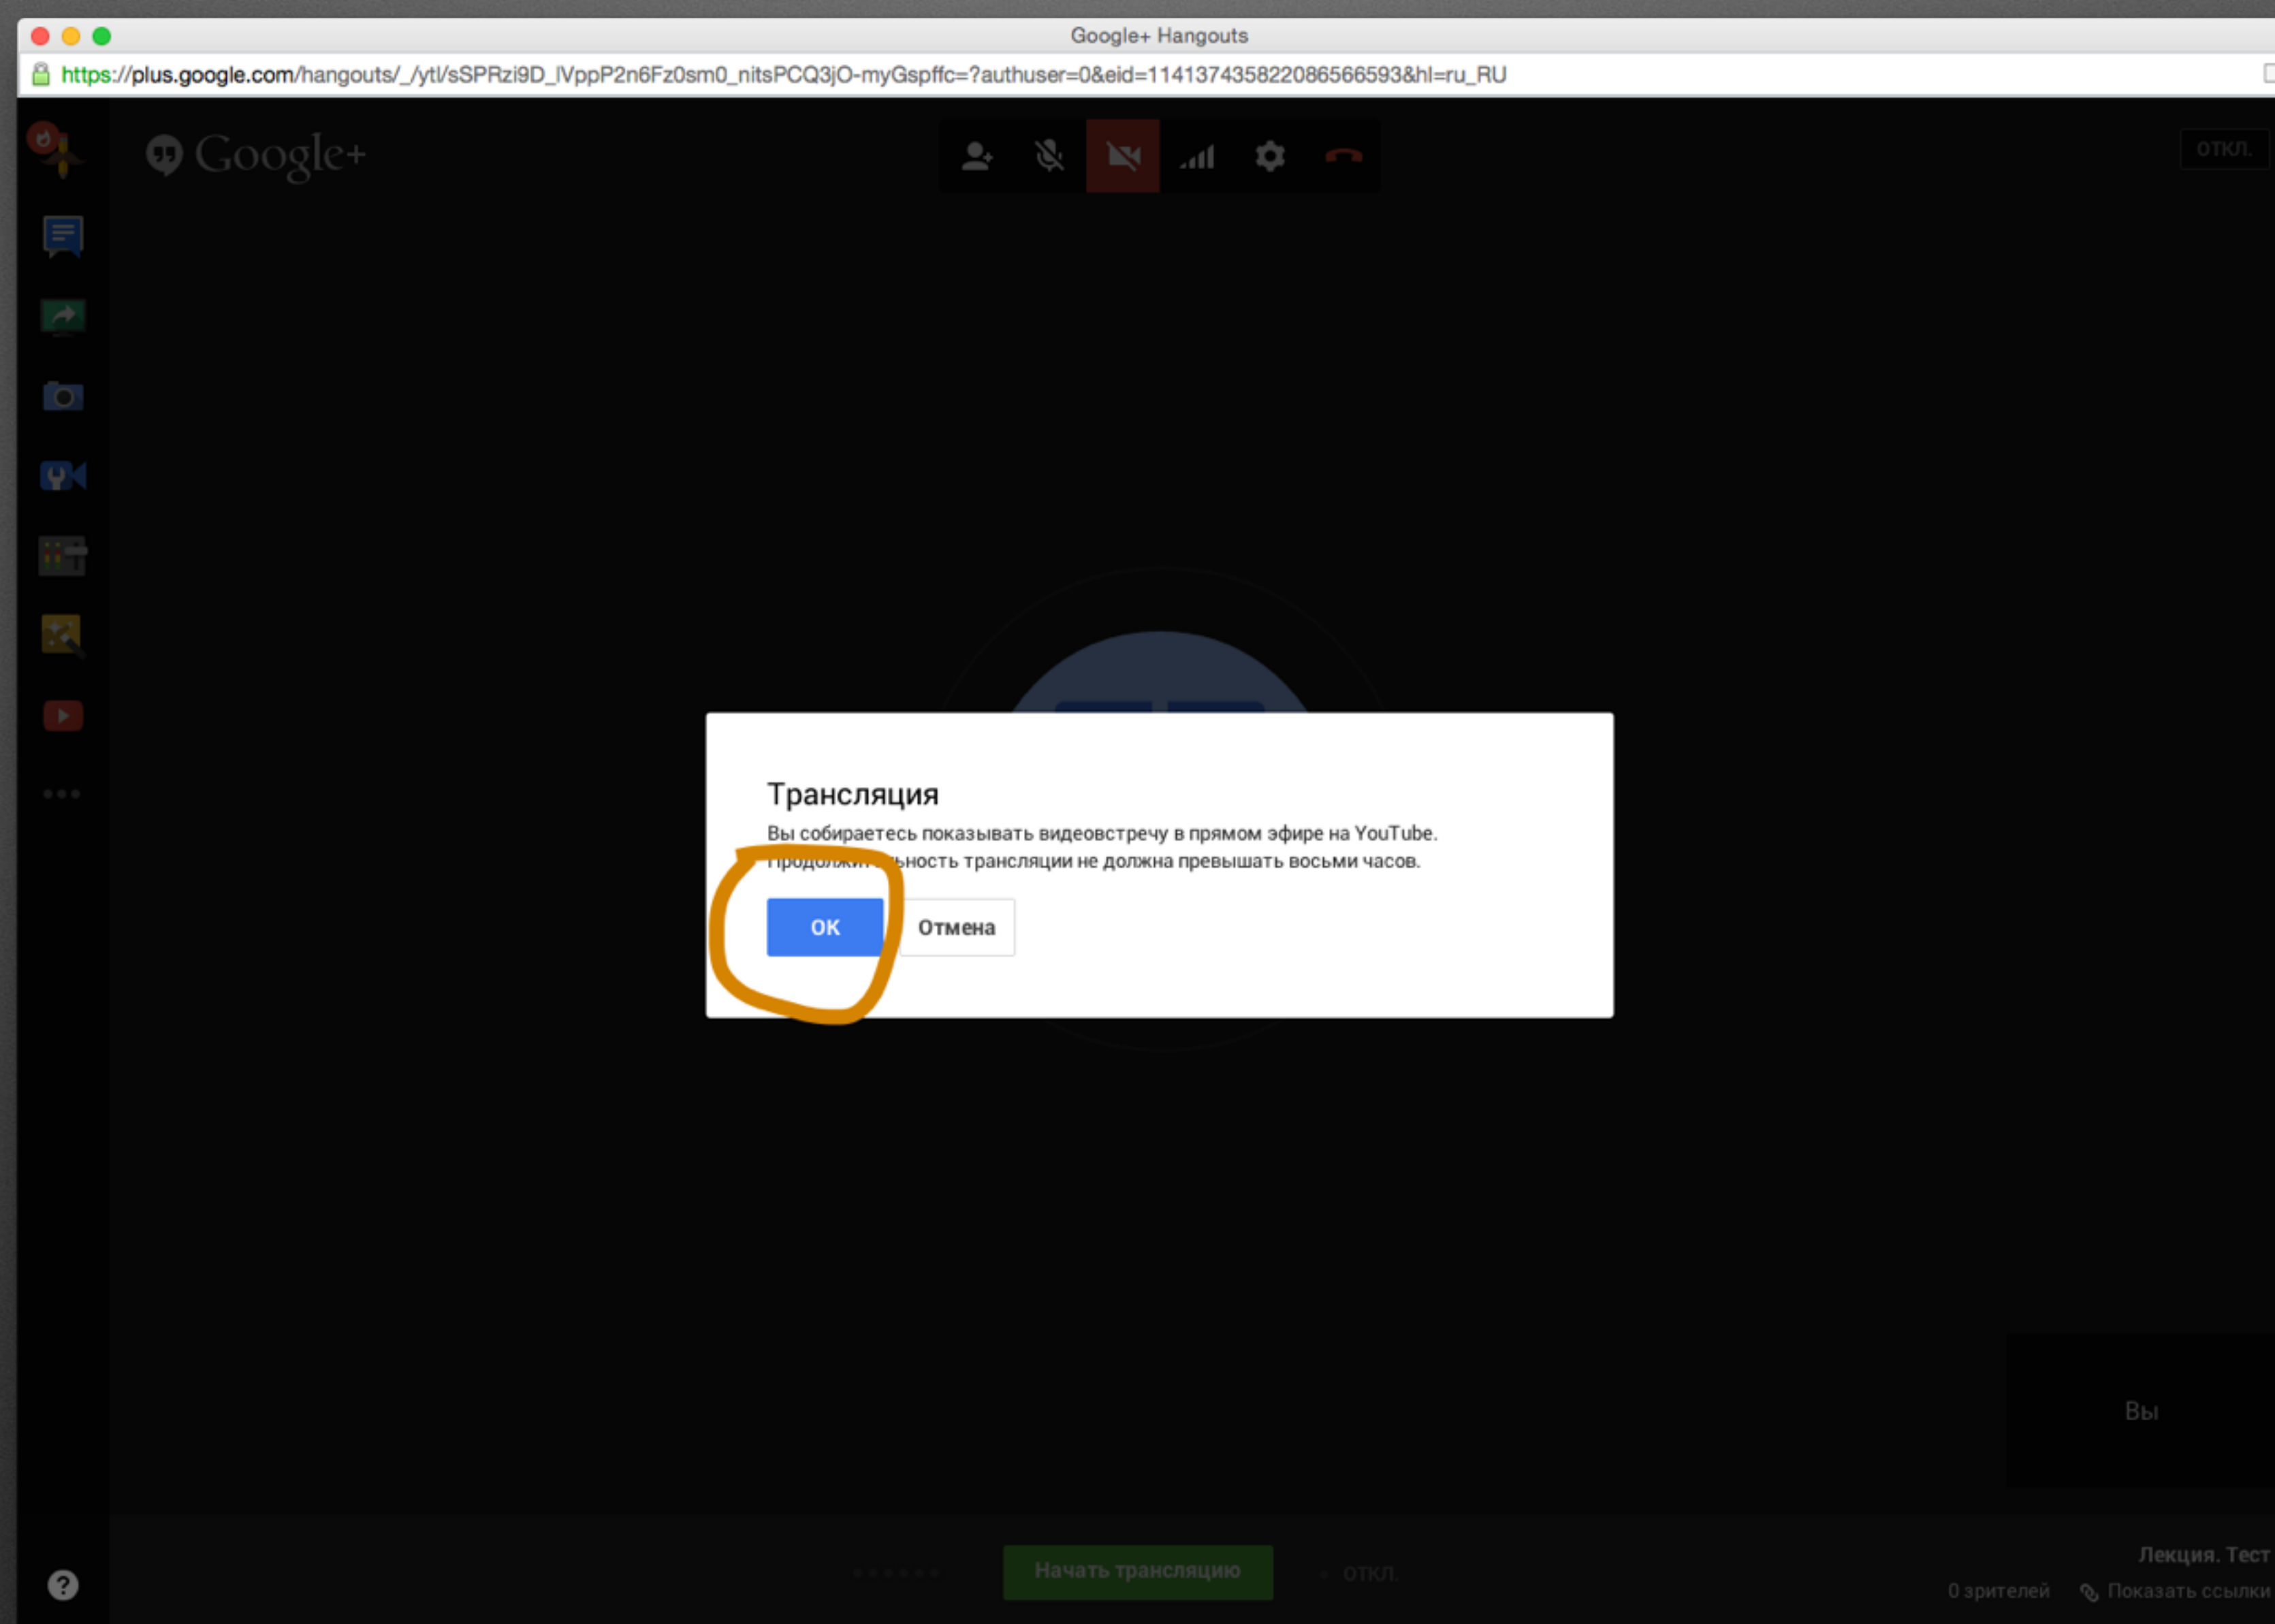 Google+ Hangouts
https://plus.google.com/hangouts/_/ytl/sSPRzi9D_lVppP2n6Fz0sm0_nitsPCQ3jO-myGspffc=?authuser=0&eid=114137435822086566593&hl=ru_RU
Google+
ОТКЛ.
Трансляция
Вы собираетесь показывать видеовстречу в прямом эфире на YouTube.
Продолжительность трансляции не должна превышать восьми часов.
ОК
Отмена
Вы
Начать трансляцию
ОТКЛ.
Лекция. Тест
0 зрителей
Показать ссылки